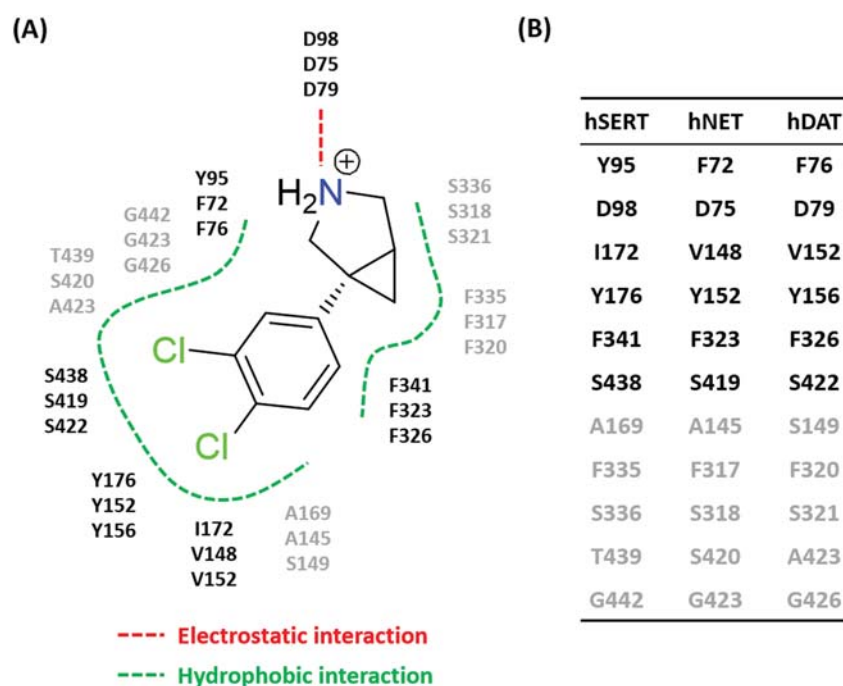 (A)
D98
D75
D79
H2N
+
Y95
F72
F76
G442
G423
G426
T439
S420
A423
S336
S318
S321
F335
F317
F320
Cl
Cl
S438
S419
S422
F341
F323
F326
Y176
Y152
Y156
I172
V148
V152
A169
A145
S149
Electrostatic interaction
Hydrophobic interaction
(B)
hSERT hNET hDAT
Y95 F72 F76
D98 D75 D79
I172 V148 V152
Y176 Y152 Y156
F341 F323 F326
S438 S419 S422
A169 A145 S149
F335 F317 F320
S336 S318 S321
T439 S420 A423
G442 G423 G426